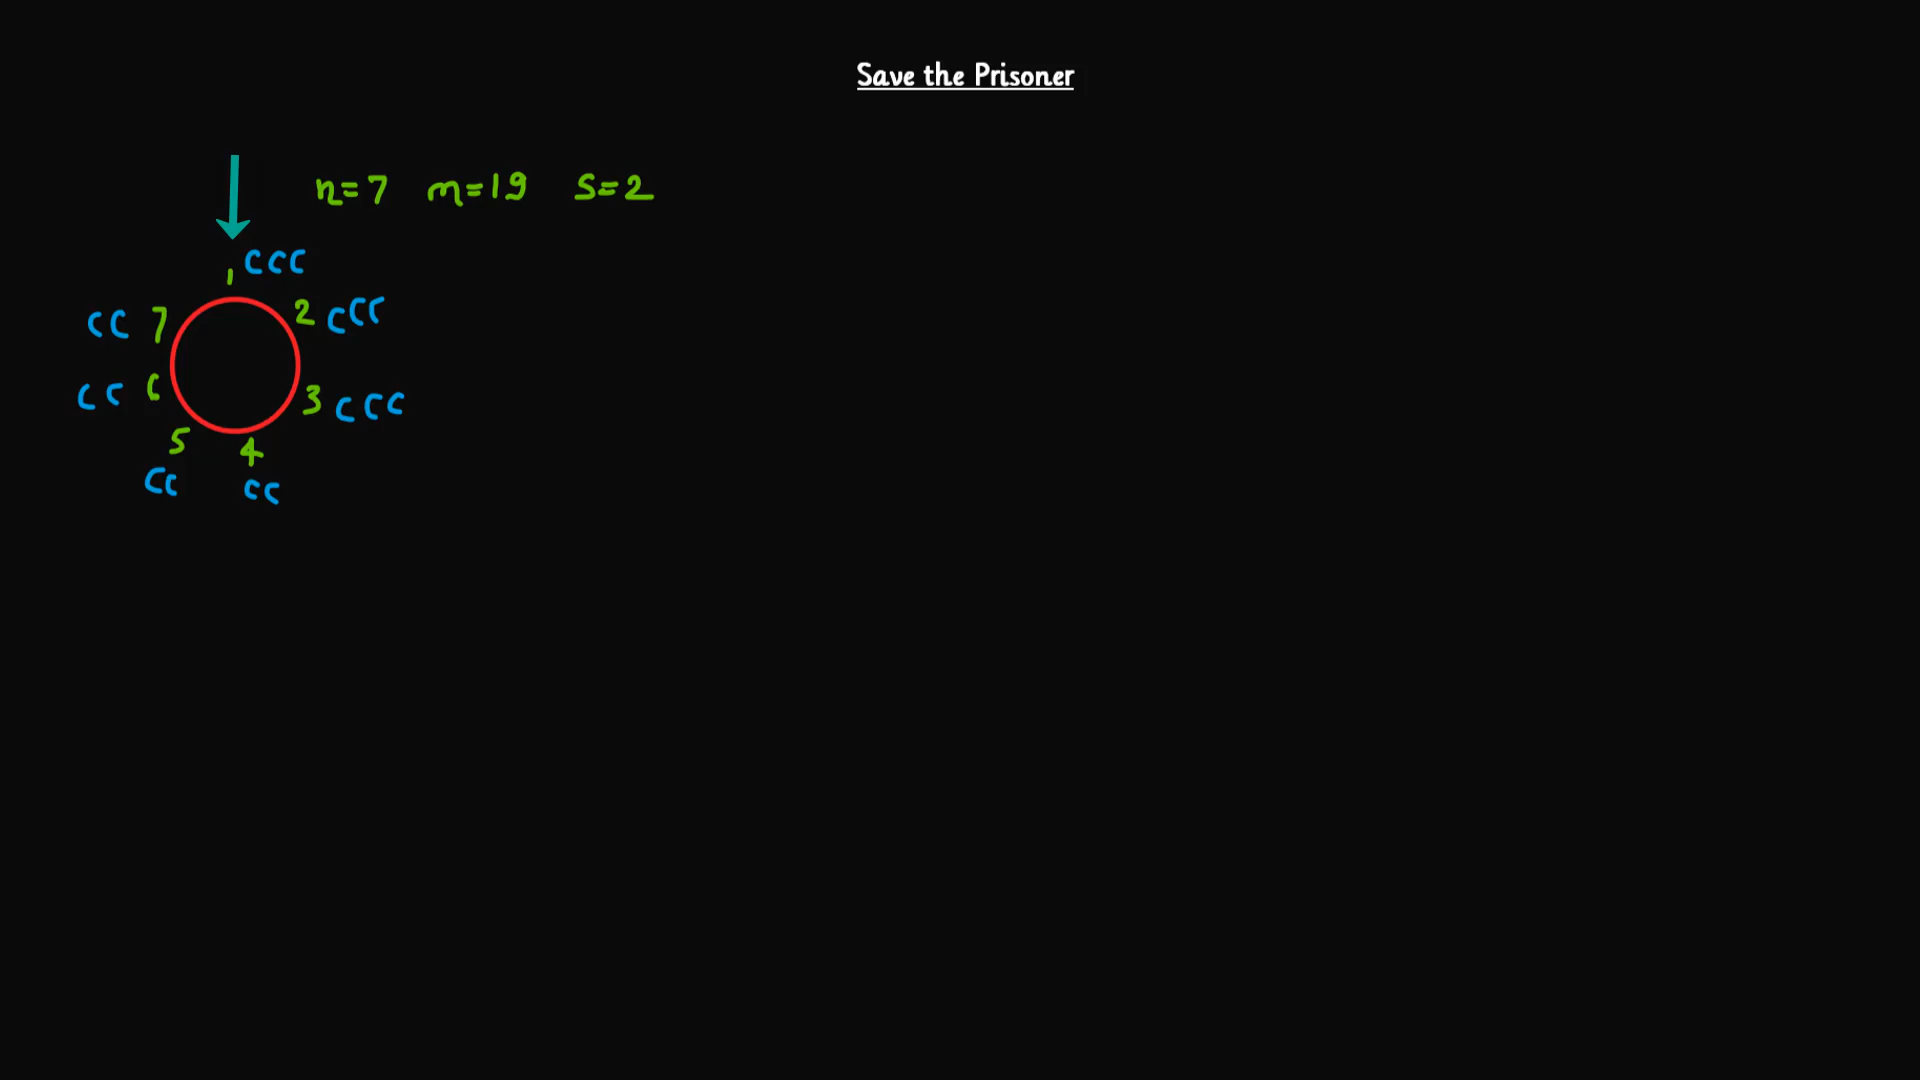 Save the Prisoner
n=7 m=19 S=2
1 CCC
CC 7
2 CCC
CC 6
3 CCC
5
4
CC
CC